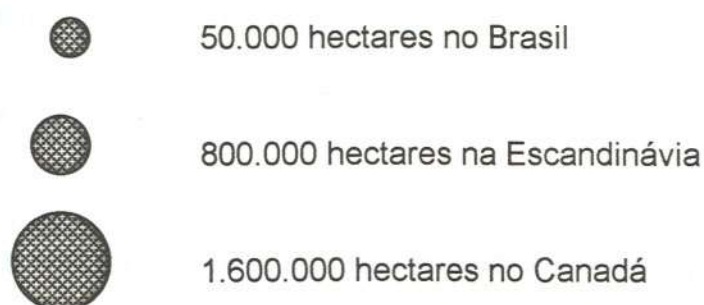 50.000 hectares no Brasil
800.000 hectares na Escandinávia
1.600.000 hectares no Canadá